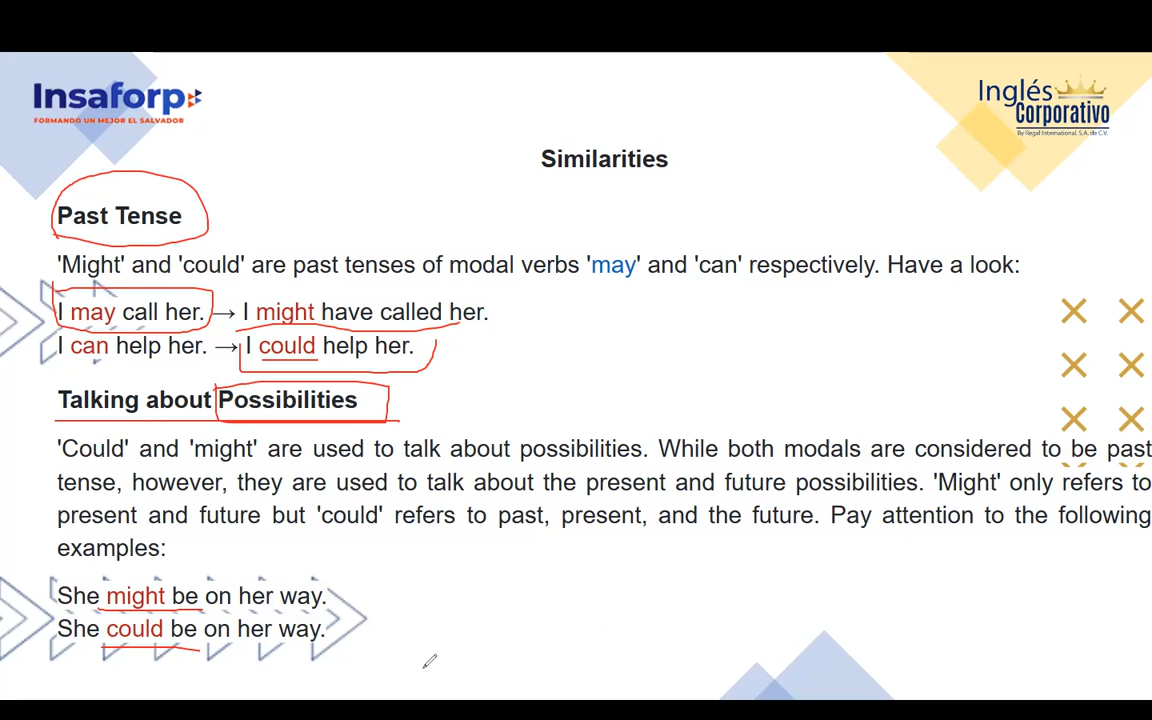 Insaforp
FORMANDO UN MEJOR EL SALVADOR
Inglés
Corporativo
By Regal International, S.A. de C.V.
Similarities
Past Tense
'Might' and 'could' are past tenses of modal verbs 'may' and 'can' respectively. Have a look:
I may call her. → I might have called her.
I can help her. → I could help her.
Talking about Possibilities
'Could' and 'might' are used to talk about possibilities. While both modals are considered to be past
tense, however, they are used to talk about the present and future possibilities. 'Might' only refers to
present and future but 'could' refers to past, present, and the future. Pay attention to the following
examples:
She might be on her way.
She could be on her way.